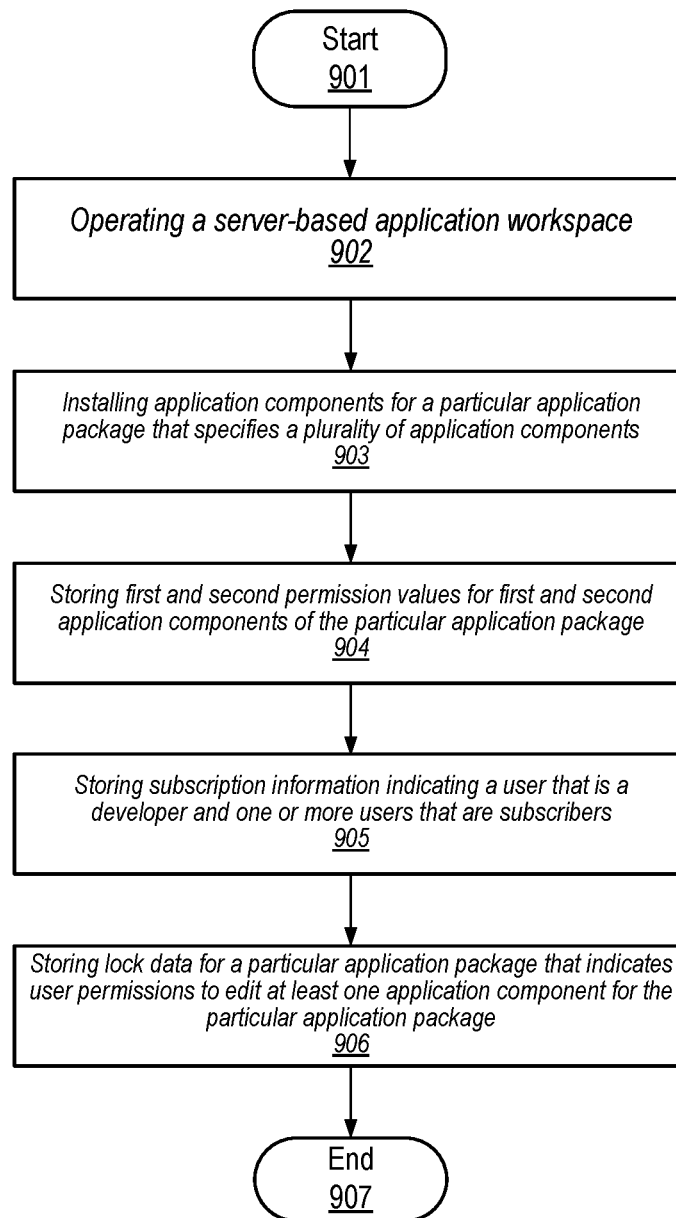 Start
901
Operating a server-based application workspace
902
Installing application components for a particular application
package that specifies a plurality of application components
903
Storing first and second permission values for first and second
application components of the particular application package
904
Storing subscription information indicating a user that is a
developer and one or more users that are subscribers
905
Storing lock data for a particular application package that indicates
user permissions to edit at least one application component for the
particular application package
906
End
907